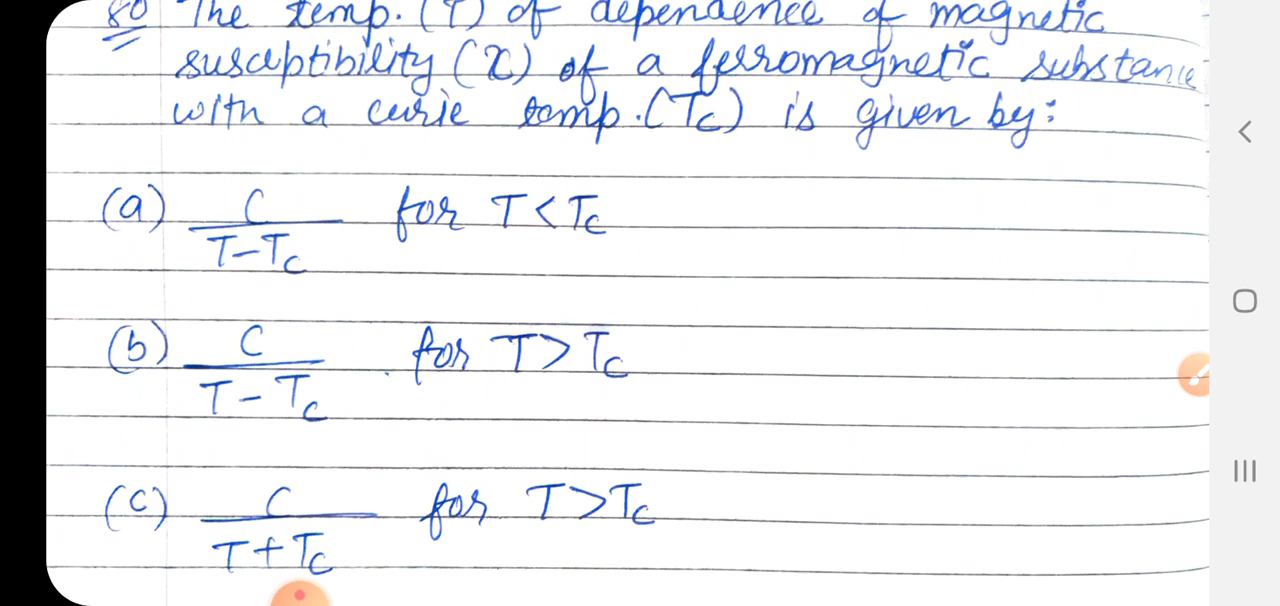 80 The temp. (T) of dependence of magnetic
susceptibility (χ) of a ferromagnetic substance
with a curie temp. (Tc) is given by:
(a) C / T-Tc for T < Tc
(b) C / T - Tc . for T > Tc
(c) C / T + Tc for T > Tc